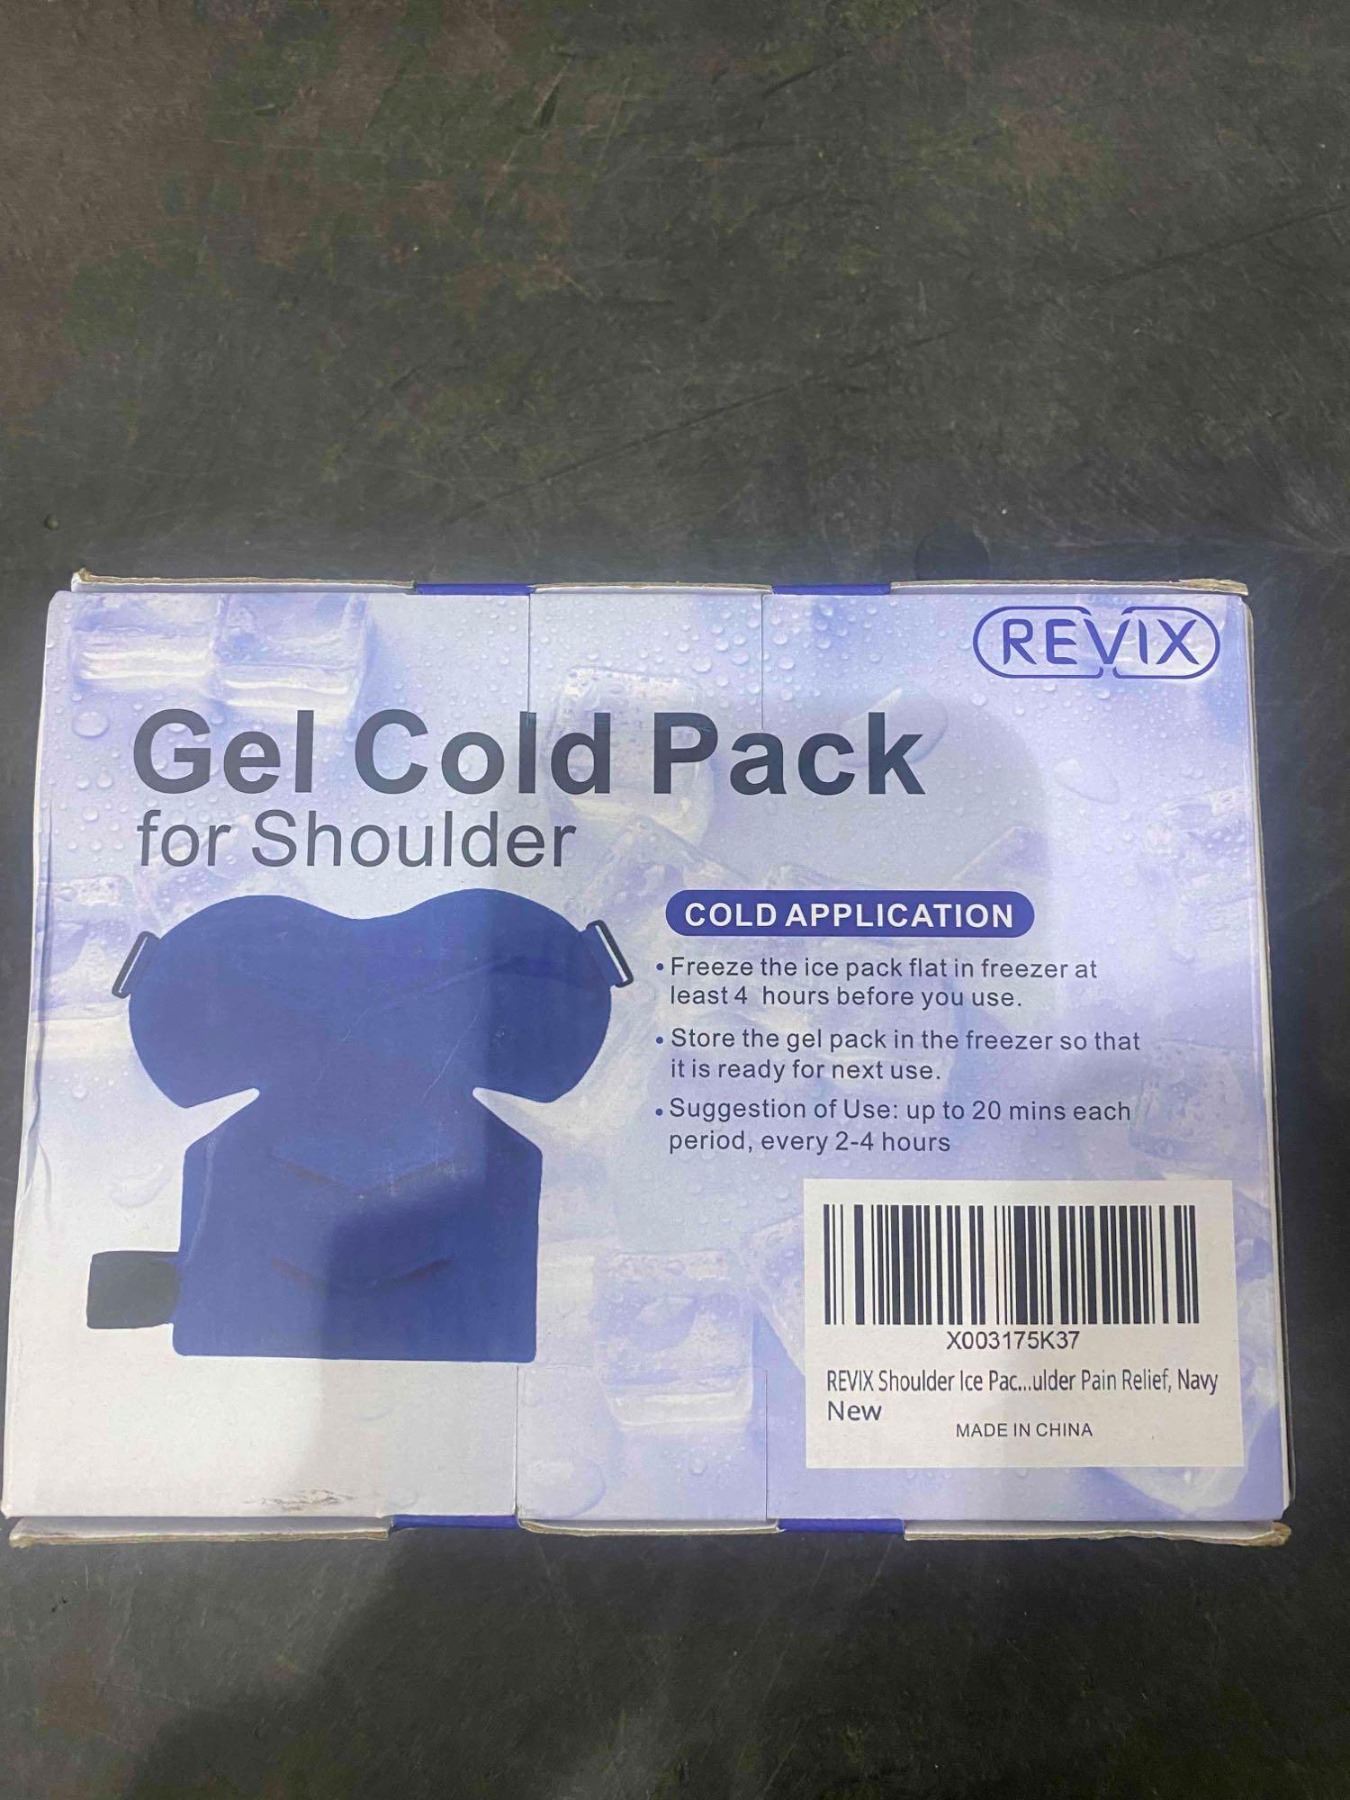 REVIX
Gel Cold Pack
for Shoulder
COLD APPLICATION
• Freeze the ice pack flat in freezer at
least 4 hours before you use.
• Store the gel pack in the freezer so that
it is ready for next use.
• Suggestion of Use: up to 20 mins each
period, every 2-4 hours
X003175K37
REVIX Shoulder Ice Pac...ulder Pain Relief, Navy
New
MADE IN CHINA